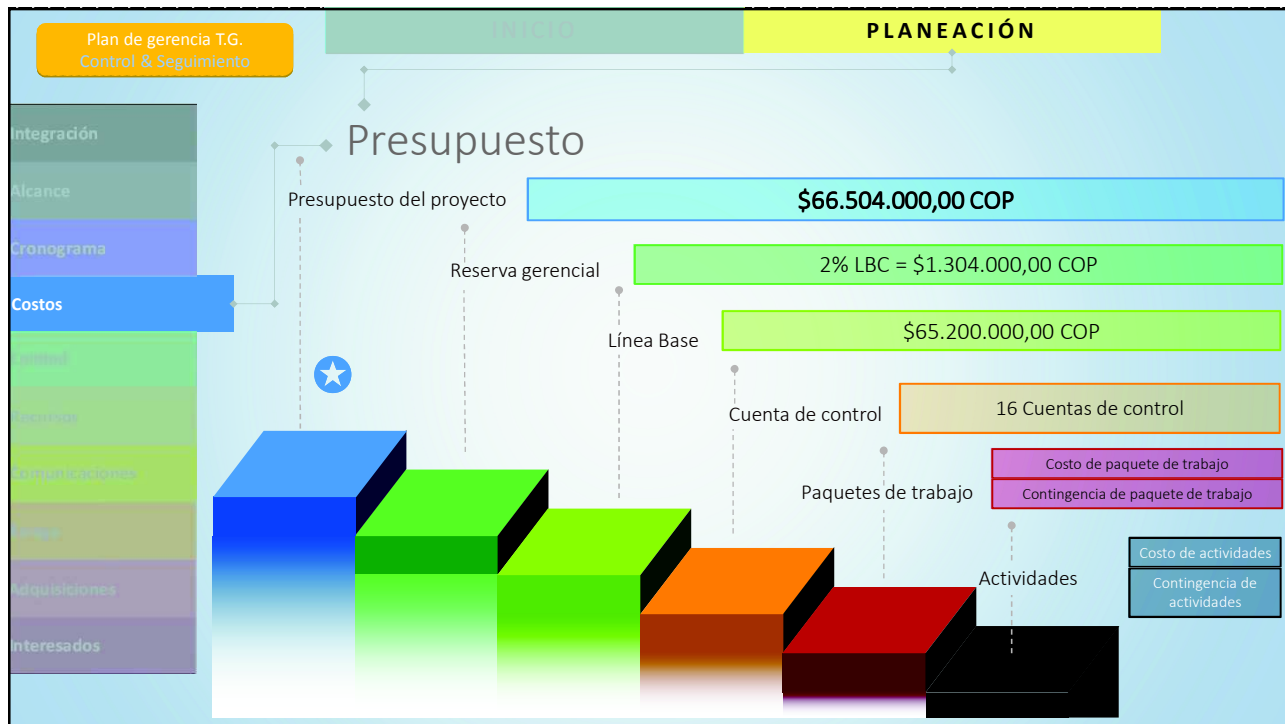 Plan de gerencia T.G.
Control & Seguimiento
INICIO
PLANEACIÓN
Integración
Alcance
Cronograma
Costos
Calidad
Recursos
Comunicaciones
Riesgo
Adquisiciones
Interesados
Presupuesto
Presupuesto del proyecto
$66.504.000,00 COP
Reserva gerencial
2% LBC = $1.304.000,00 COP
Línea Base
$65.200.000,00 COP
Cuenta de control
16 Cuentas de control
Paquetes de trabajo
Costo de paquete de trabajo
Contingencia de paquete de trabajo
Actividades
Costo de actividades
Contingencia de
actividades